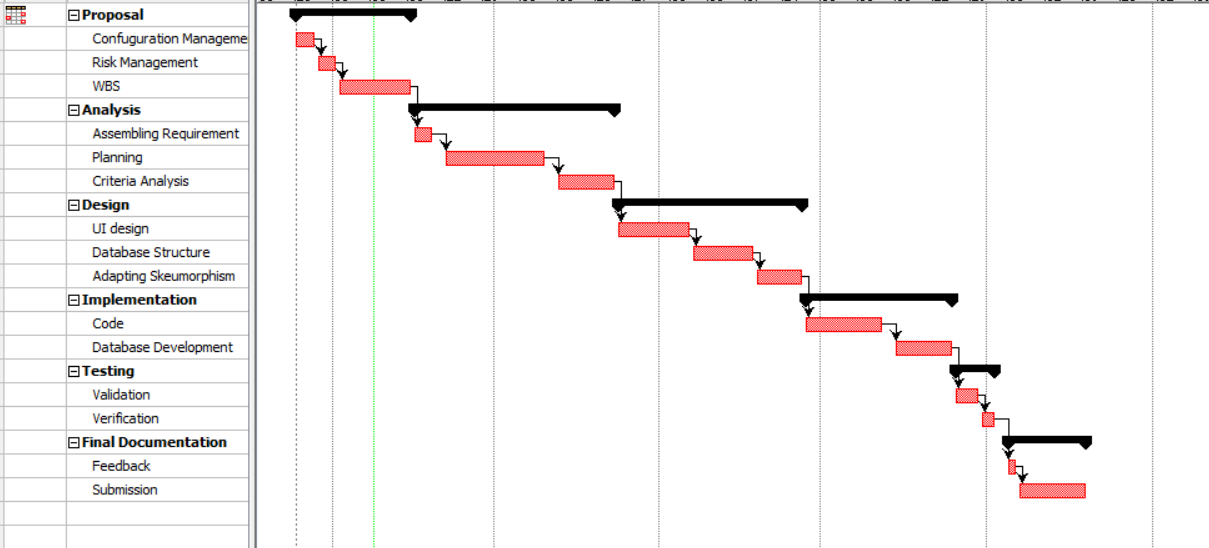 Proposal
Confuguration Manageme
Risk Management
WBS
Analysis
Assembling Requirement
Planning
Criteria Analysis
Design
UI design
Database Structure
Adapting Skeumorphism
Implementation
Code
Database Development
Testing
Validation
Verification
Final Documentation
Feedback
Submission